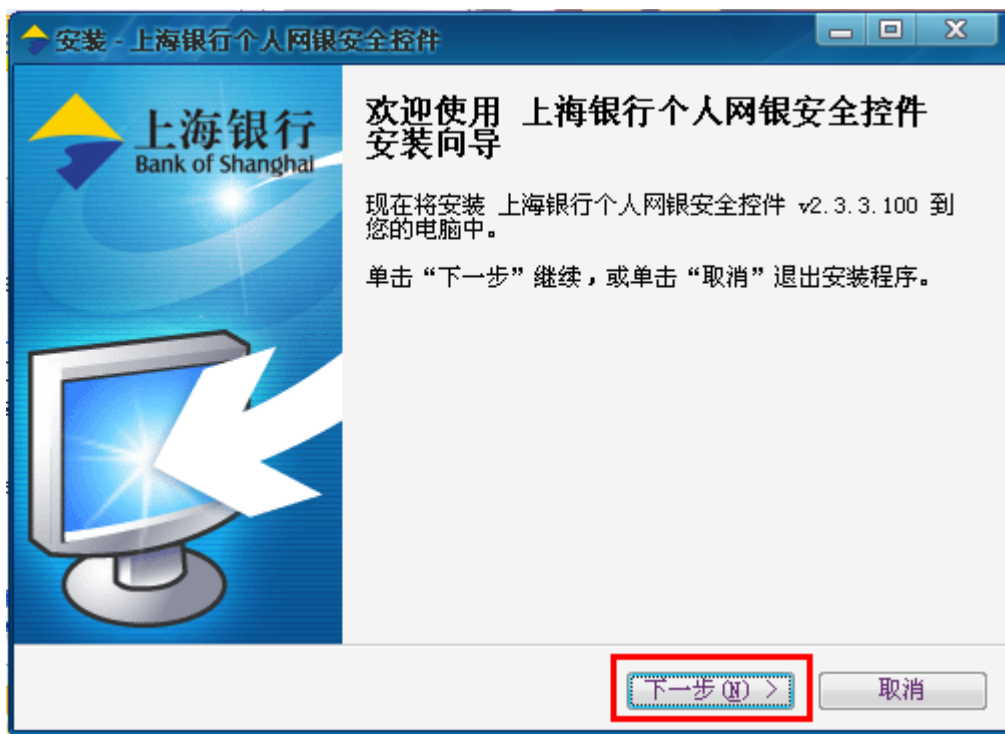 安装 - 上海银行个人网银安全控件
上海银行
Bank of Shanghai
欢迎使用 上海银行个人网银安全控件
安装向导
现在将安装 上海银行个人网银安全控件 v2.3.3.100 到
您的电脑中。
单击“下一步”继续，或单击“取消”退出安装程序。
下一步(N) >
取消